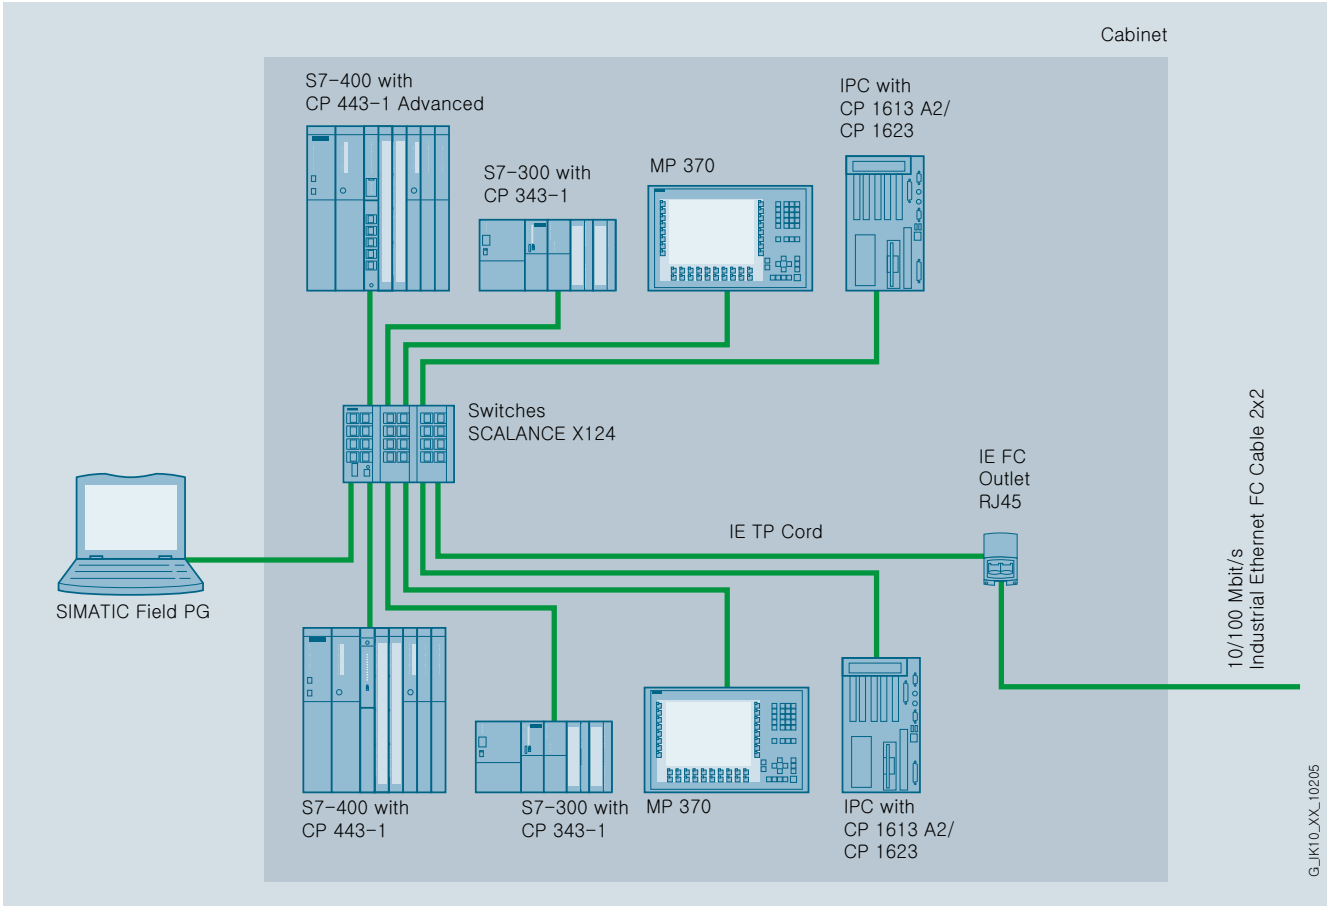 Cabinet
S7-400 with
CP 443-1 Advanced
S7-300 with
CP 343-1
MP 370
IPC with
CP 1613 A2/
CP 1623
Switches
SCALANCE X124
IE FC
Outlet
RJ45
IE TP Cord
SIMATIC Field PG
10/100 Mbit/s
Industrial Ethernet FC Cable 2x2
S7-400 with
CP 443-1
S7-300 with
CP 343-1
MP 370
IPC with
CP 1613 A2/
CP 1623
G_IK10_XX_10205